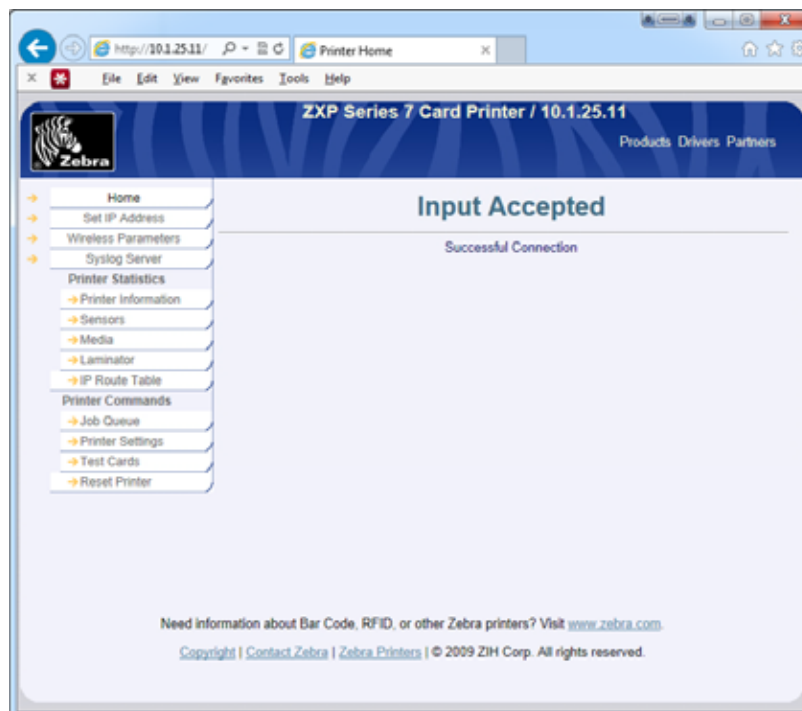 http://10.1.25.11/
Printer Home
File Edit View Favorites Tools Help
ZXP Series 7 Card Printer / 10.1.25.11
Zebra
Products Drivers Partners
Home
Set IP Address
Wireless Parameters
Syslog Server
Printer Statistics
Printer Information
Sensors
Media
Laminator
IP Route Table
Printer Commands
Job Queue
Printer Settings
Test Cards
Reset Printer
Input Accepted
Successful Connection
Need information about Bar Code, RFID, or other Zebra printers? Visit www.zebra.com.
Copyright | Contact Zebra | Zebra Printers | © 2009 ZIH Corp. All rights reserved.